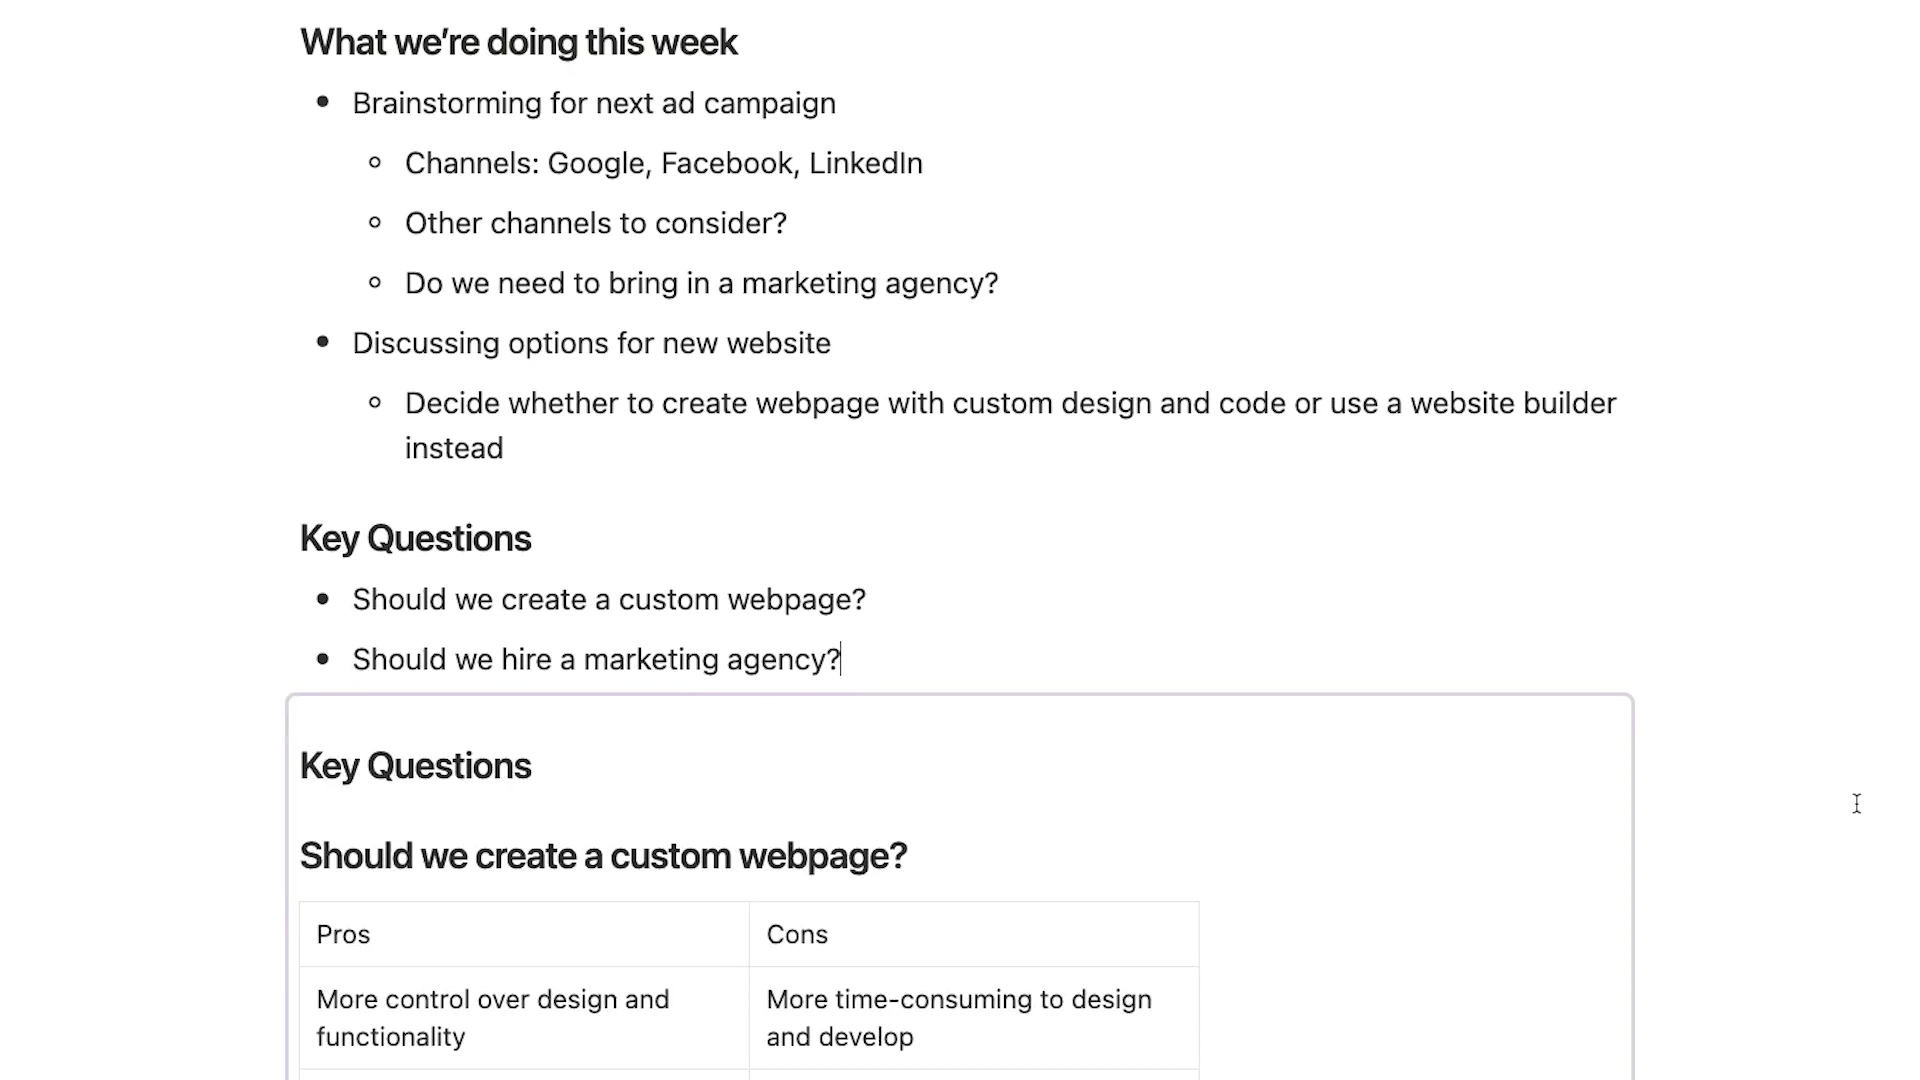 What we’re doing this week
Brainstorming for next ad campaign
Channels: Google, Facebook, LinkedIn
Other channels to consider?
Do we need to bring in a marketing agency?
Discussing options for new website
Decide whether to create webpage with custom design and code or use a website builder
instead
Key Questions
Should we create a custom webpage?
Should we hire a marketing agency?
Key Questions
Should we create a custom webpage?
Pros
Cons
More control over design and
functionality
More time-consuming to design
and develop